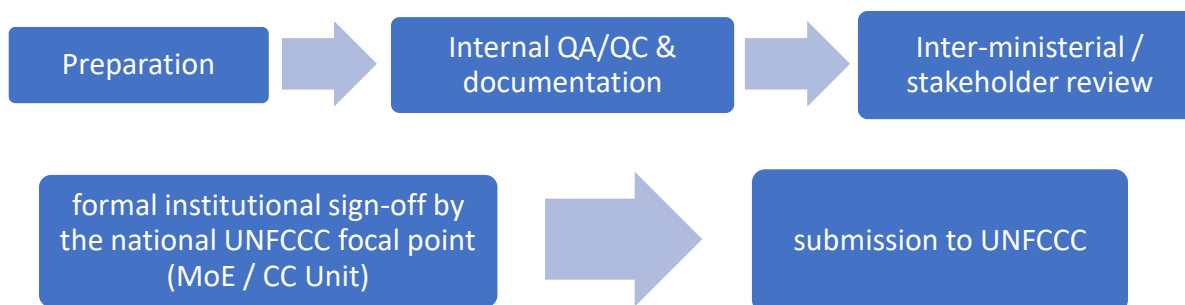 Preparation
Internal QA/QC &
documentation
Inter-ministerial /
stakeholder review
formal institutional sign-off by
the national UNFCCC focal point
(MoE / CC Unit)
submission to UNFCCC